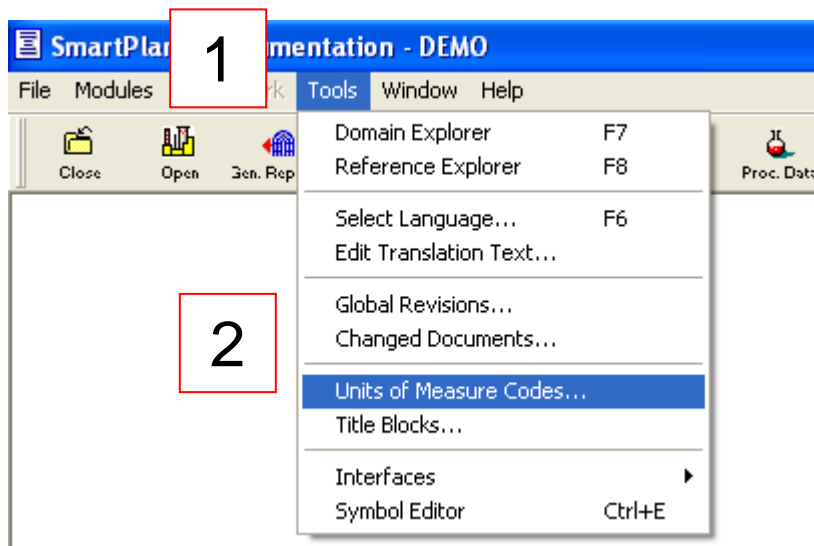 SmartPlan
1
mentation - DEMO
File Modules
k Tools Window Help
Close Open Gen. Rep
Proc. Data
Domain Explorer F7
Reference Explorer F8
Select Language... F6
Edit Translation Text...
Global Revisions...
2
Changed Documents...
Units of Measure Codes...
Title Blocks...
Interfaces
Symbol Editor Ctrl+E